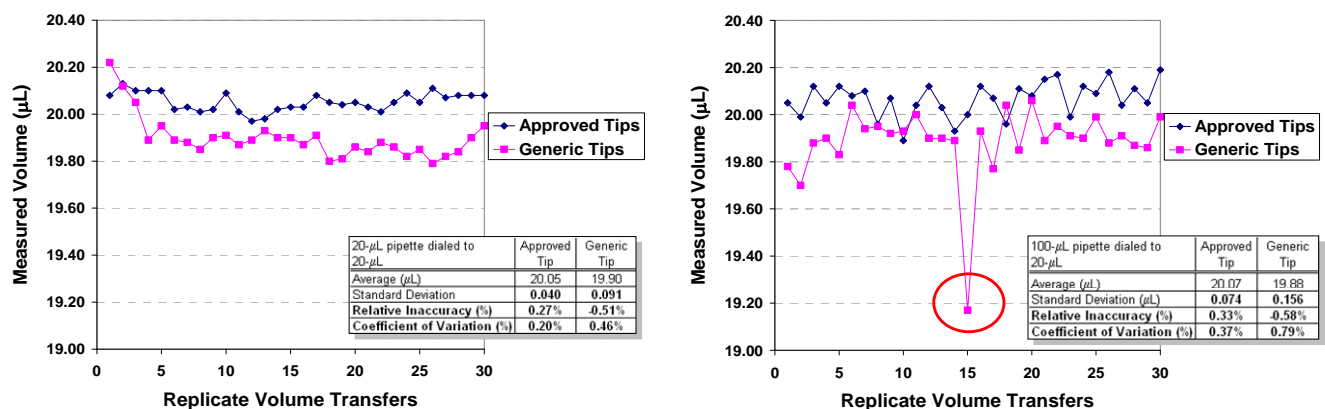 20.40
20.20
20.00
19.80
19.60
19.40
19.20
19.00
Measured Volume (µL)
0 5 10 15 20 25 30
Replicate Volume Transfers
Approved Tips
Generic Tips
20-µL pipette dialed to 20-µL Approved Tip Generic Tip
Average (µL) 20.05 19.90
Standard Deviation 0.040 0.091
Relative Inaccuracy (%) 0.27% -0.51%
Coefficient of Variation (%) 0.20% 0.46%
20.40
20.20
20.00
19.80
19.60
19.40
19.20
19.00
Measured Volume (µL)
0 5 10 15 20 25 30
Replicate Volume Transfers
Approved Tips
Generic Tips
100-µL pipette dialed to 20-µL Approved Tip Generic Tip
Average (µL) 20.07 19.88
Standard Deviation (µL) 0.074 0.156
Relative Inaccuracy (%) 0.33% -0.58%
Coefficient of Variation (%) 0.37% 0.79%